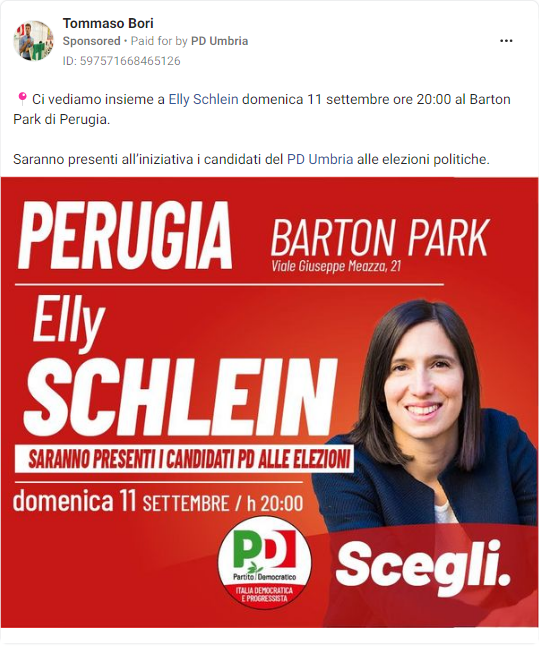 Tommaso Bori
Sponsored • Paid for by PD Umbria
ID: 597571668465126
📍Ci vediamo insieme a Elly Schlein domenica 11 settembre ore 20:00 al Barton
Park di Perugia.
Saranno presenti all'iniziativa i candidati del PD Umbria alle elezioni politiche.
PERUGIA
BARTON PARK
Viale Giuseppe Meazza, 21
Elly
SCHLEIN
SARANNO PRESENTI I CANDIDATI PD ALLE ELEZIONI
domenica 11 SETTEMBRE / h 20:00
PD
Partito Democratico
ITALIA DEMOCRATICA
E PROGRESSISTA
Scegli.